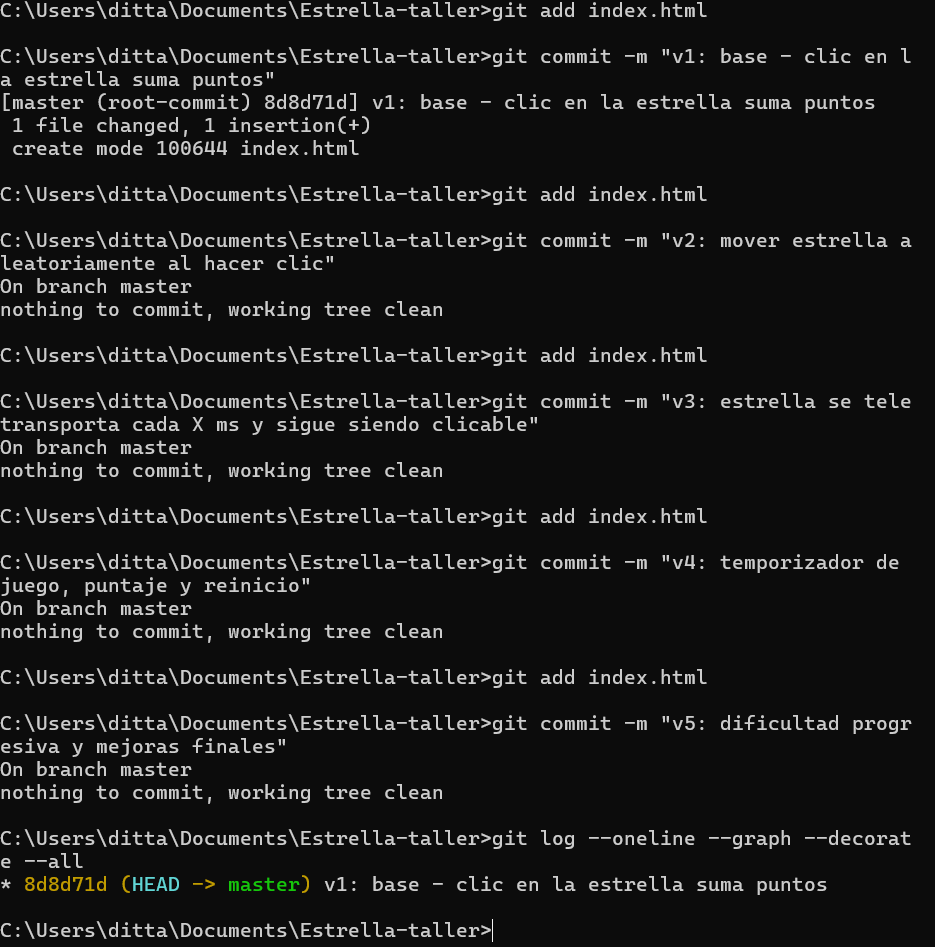 C:\Users\ditta\Documents\Estrella-taller>git add index.html
C:\Users\ditta\Documents\Estrella-taller>git commit -m "v1: base - clic en l
a estrella suma puntos"
[master (root-commit) 8d8d71d] v1: base - clic en la estrella suma puntos
 1 file changed, 1 insertion(+)
 create mode 100644 index.html
C:\Users\ditta\Documents\Estrella-taller>git add index.html
C:\Users\ditta\Documents\Estrella-taller>git commit -m "v2: mover estrella a
leatoriamente al hacer clic"
On branch master
nothing to commit, working tree clean
C:\Users\ditta\Documents\Estrella-taller>git add index.html
C:\Users\ditta\Documents\Estrella-taller>git commit -m "v3: estrella se tele
transporta cada X ms y sigue siendo clicable"
On branch master
nothing to commit, working tree clean
C:\Users\ditta\Documents\Estrella-taller>git add index.html
C:\Users\ditta\Documents\Estrella-taller>git commit -m "v4: temporizador de
juego, puntaje y reinicio"
On branch master
nothing to commit, working tree clean
C:\Users\ditta\Documents\Estrella-taller>git add index.html
C:\Users\ditta\Documents\Estrella-taller>git commit -m "v5: dificultad progr
esiva y mejoras finales"
On branch master
nothing to commit, working tree clean
C:\Users\ditta\Documents\Estrella-taller>git log --oneline --graph --decorat
e --all
* 8d8d71d (HEAD -> master) v1: base - clic en la estrella suma puntos
C:\Users\ditta\Documents\Estrella-taller>